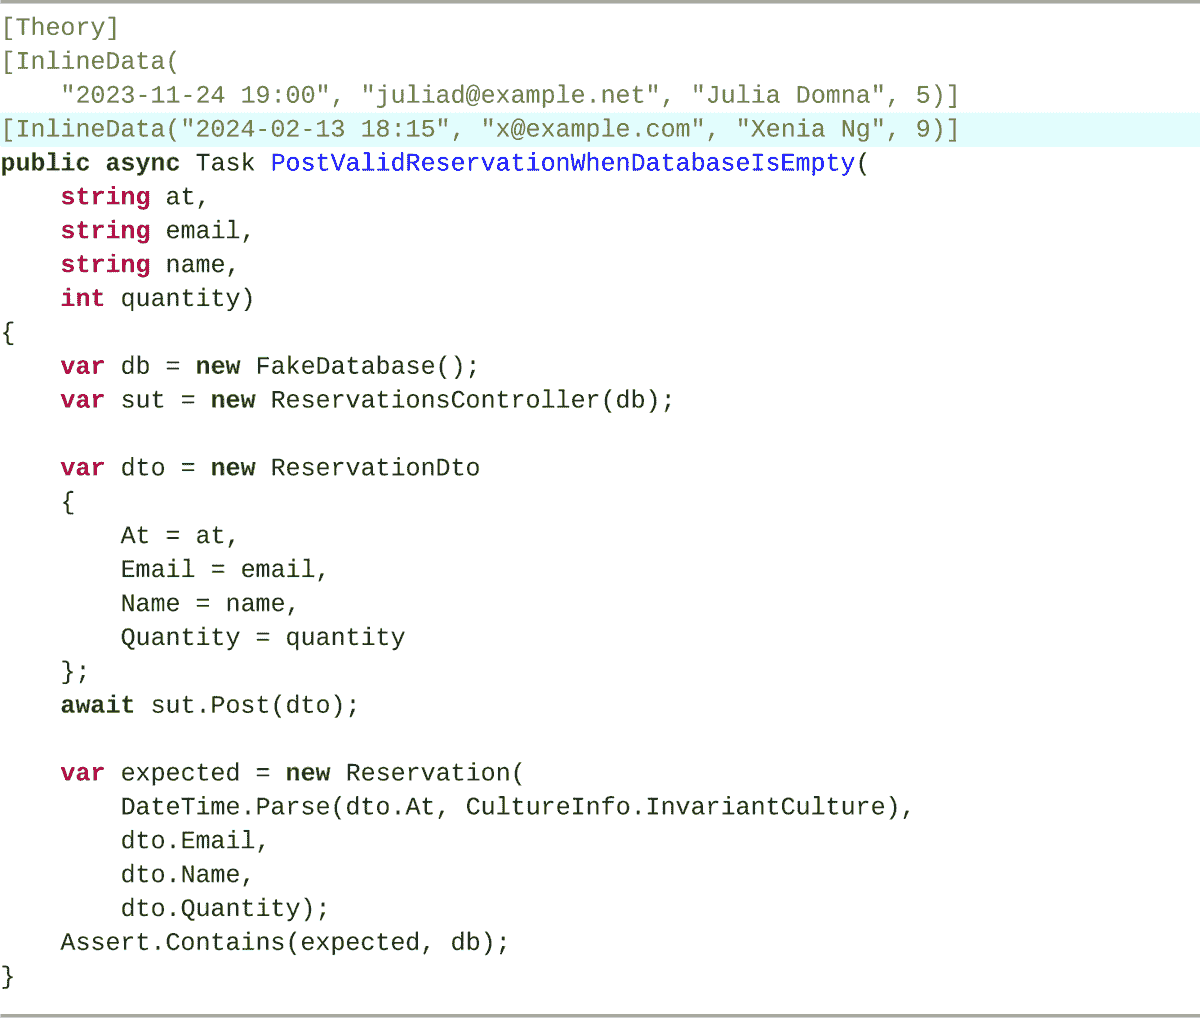 [Theory]
[InlineData(
    "2023-11-24 19:00", "juliad@example.net", "Julia Domna", 5)]
[InlineData("2024-02-13 18:15", "x@example.com", "Xenia Ng", 9)]
public async Task PostValidReservationWhenDatabaseIsEmpty(
    string at,
    string email,
    string name,
    int quantity)
{
    var db = new FakeDatabase();
    var sut = new ReservationsController(db);

    var dto = new ReservationDto
    {
        At = at,
        Email = email,
        Name = name,
        Quantity = quantity
    };
    await sut.Post(dto);

    var expected = new Reservation(
        DateTime.Parse(dto.At, CultureInfo.InvariantCulture),
        dto.Email,
        dto.Name,
        dto.Quantity);
    Assert.Contains(expected, db);
}